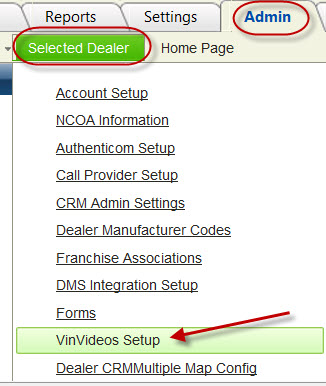 Reports Settings Admin
Selected Dealer Home Page
Account Setup
NCOA Information
Authenticom Setup
Call Provider Setup
CRM Admin Settings
Dealer Manufacturer Codes
Franchise Associations
DMS Integration Setup
Forms
VinVideos Setup
Dealer CRMMultiple Map Config